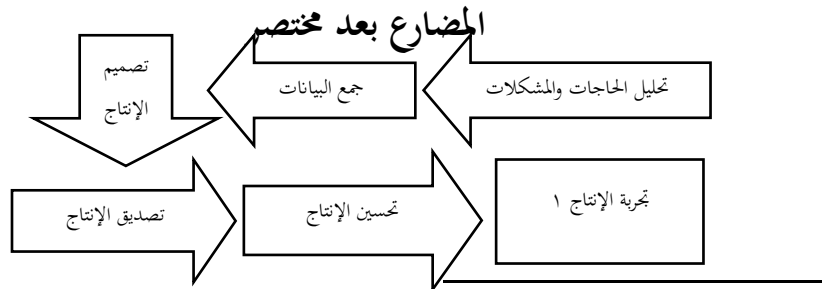 المضارع بعد مختصر
تحليل الحاجات والمشكلات
جمع البيانات
تصميم
الإنتاج
تصديق الإنتاج
تحسين الإنتاج
تجربة الإنتاج ١